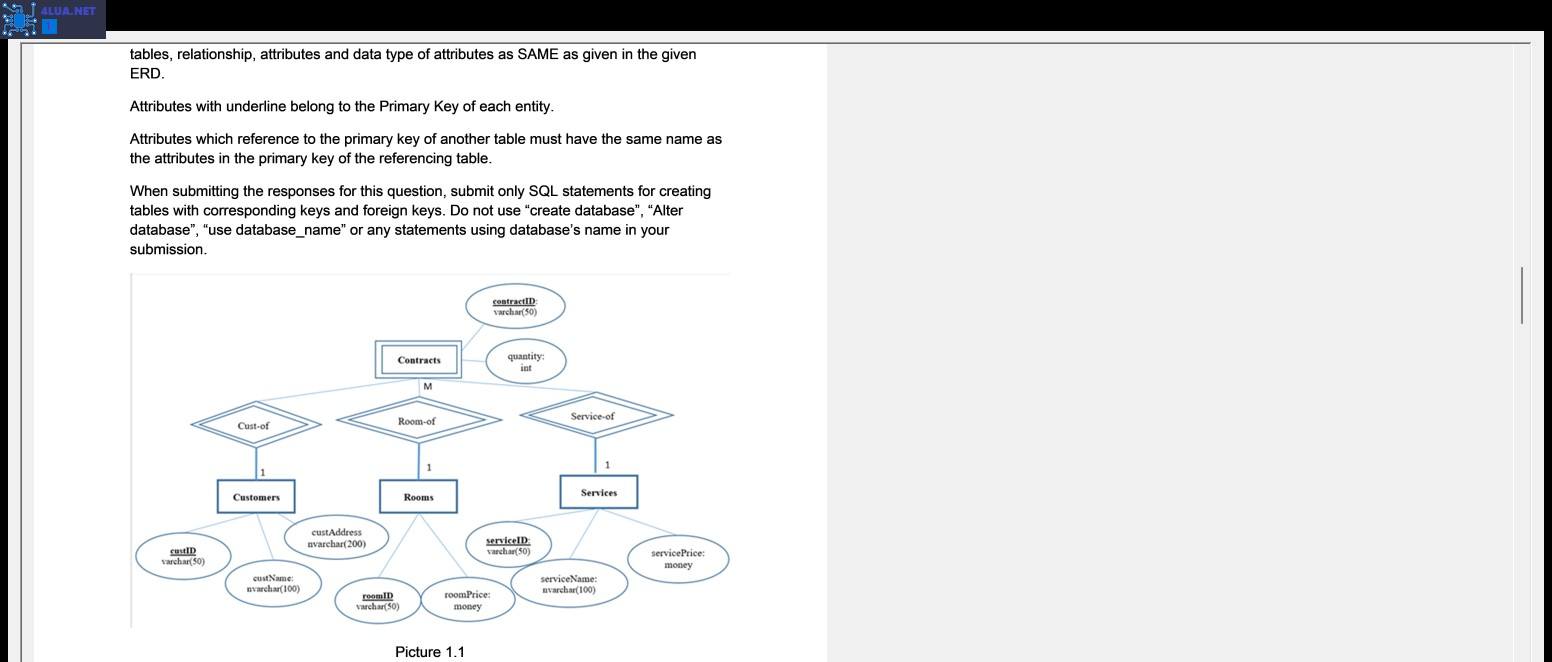 4LUA.NET
tables, relationship, attributes and data type of attributes as SAME as given in the given
ERD.
Attributes with underline belong to the Primary Key of each entity.
Attributes which reference to the primary key of another table must have the same name as
the attributes in the primary key of the referencing table.
When submitting the responses for this question, submit only SQL statements for creating
tables with corresponding keys and foreign keys. Do not use “create database”, “Alter
database”, “use database_name” or any statements using database’s name in your
submission.
contractID:
varchar(50)
Contracts
quantity:
int
M
Cust-of
Room-of
Service-of
1
1
1
Customers
Rooms
Services
custID
varchar(50)
custName:
nvarchar(100)
custAddress
nvarchar(200)
roomID
varchar(50)
roomPrice:
money
serviceID:
varchar(50)
serviceName:
nvarchar(100)
servicePrice:
money
Picture 1.1